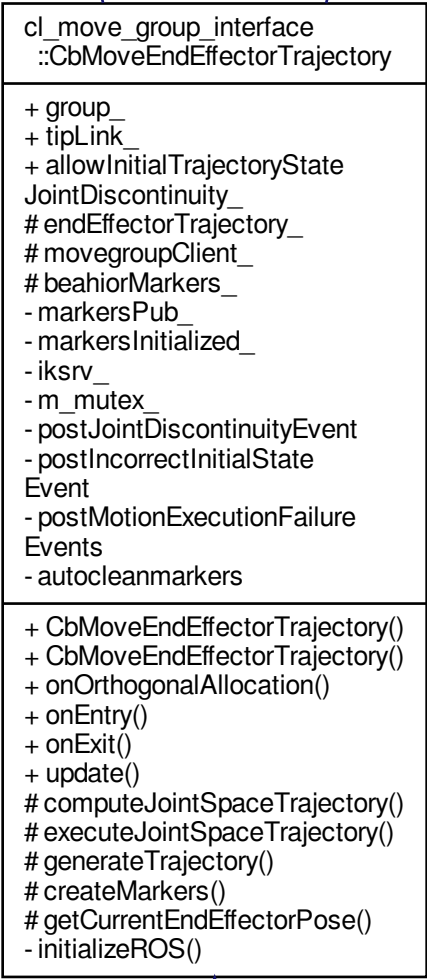 cl_move_group_interface
::CbMoveEndEffectorTrajectory
+ group_
+ tipLink_
+ allowInitialTrajectoryState
JointDiscontinuity_
# endEffectorTrajectory_
# movegroupClient_
# beahiorMarkers_
- markersPub_
- markersInitialized_
- iksrv_
- m_mutex_
- postJointDiscontinuityEvent
- postIncorrectInitialState
Event
- postMotionExecutionFailure
Events
- autocleanmarkers
+ CbMoveEndEffectorTrajectory()
+ CbMoveEndEffectorTrajectory()
+ onOrthogonalAllocation()
+ onEntry()
+ onExit()
+ update()
# computeJointSpaceTrajectory()
# executeJointSpaceTrajectory()
# generateTrajectory()
# createMarkers()
# getCurrentEndEffectorPose()
- initializeROS()